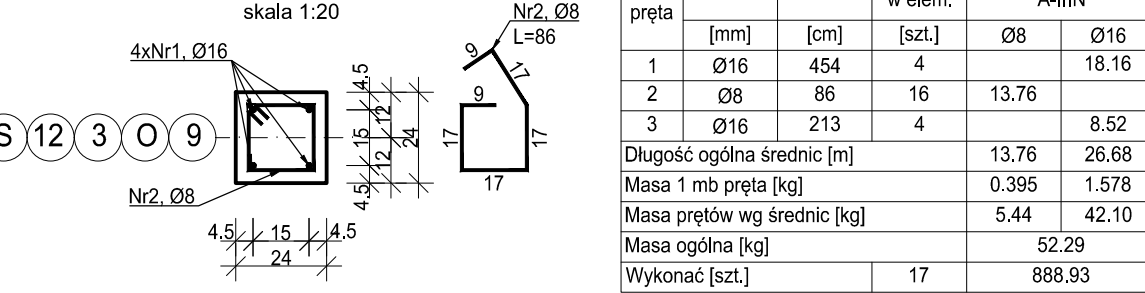 skala 1:20
4xNr1, Ø16
Nr2, Ø8
L=86
9
17
9
17
17
17
S 12 3 O 9
4.5
15
4.5
12
12
24
Nr2, Ø8
4.5 15 4.5
24
pręta w elem. A-IIIN
[mm] [cm] [szt.] Ø8 Ø16
1 Ø16 454 4 18.16
2 Ø8 86 16 13.76
3 Ø16 213 4 8.52
Długość ogólna średnic [m] 13.76 26.68
Masa 1 mb pręta [kg] 0.395 1.578
Masa prętów wg średnic [kg] 5.44 42.10
Masa ogólna [kg] 52.29
Wykonać [szt.] 17 888.93